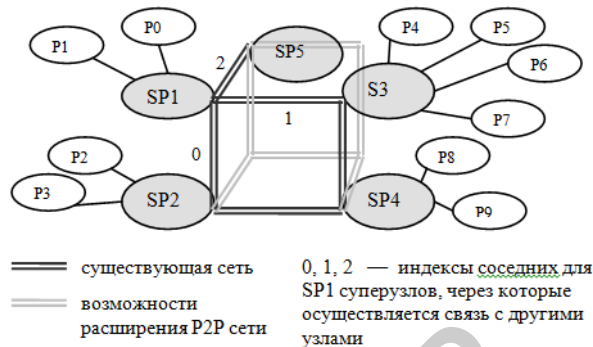 P0
P1
P4
P5
P6
P7
SP5
2
SP1
S3
1
0
P2
P3
SP2
SP4
P8
P9
существующая сеть
возможности
расширения P2P сети
0, 1, 2 — индексы соседних для
SP1 суперузлов, через которые
осуществляется связь с другими
узлами